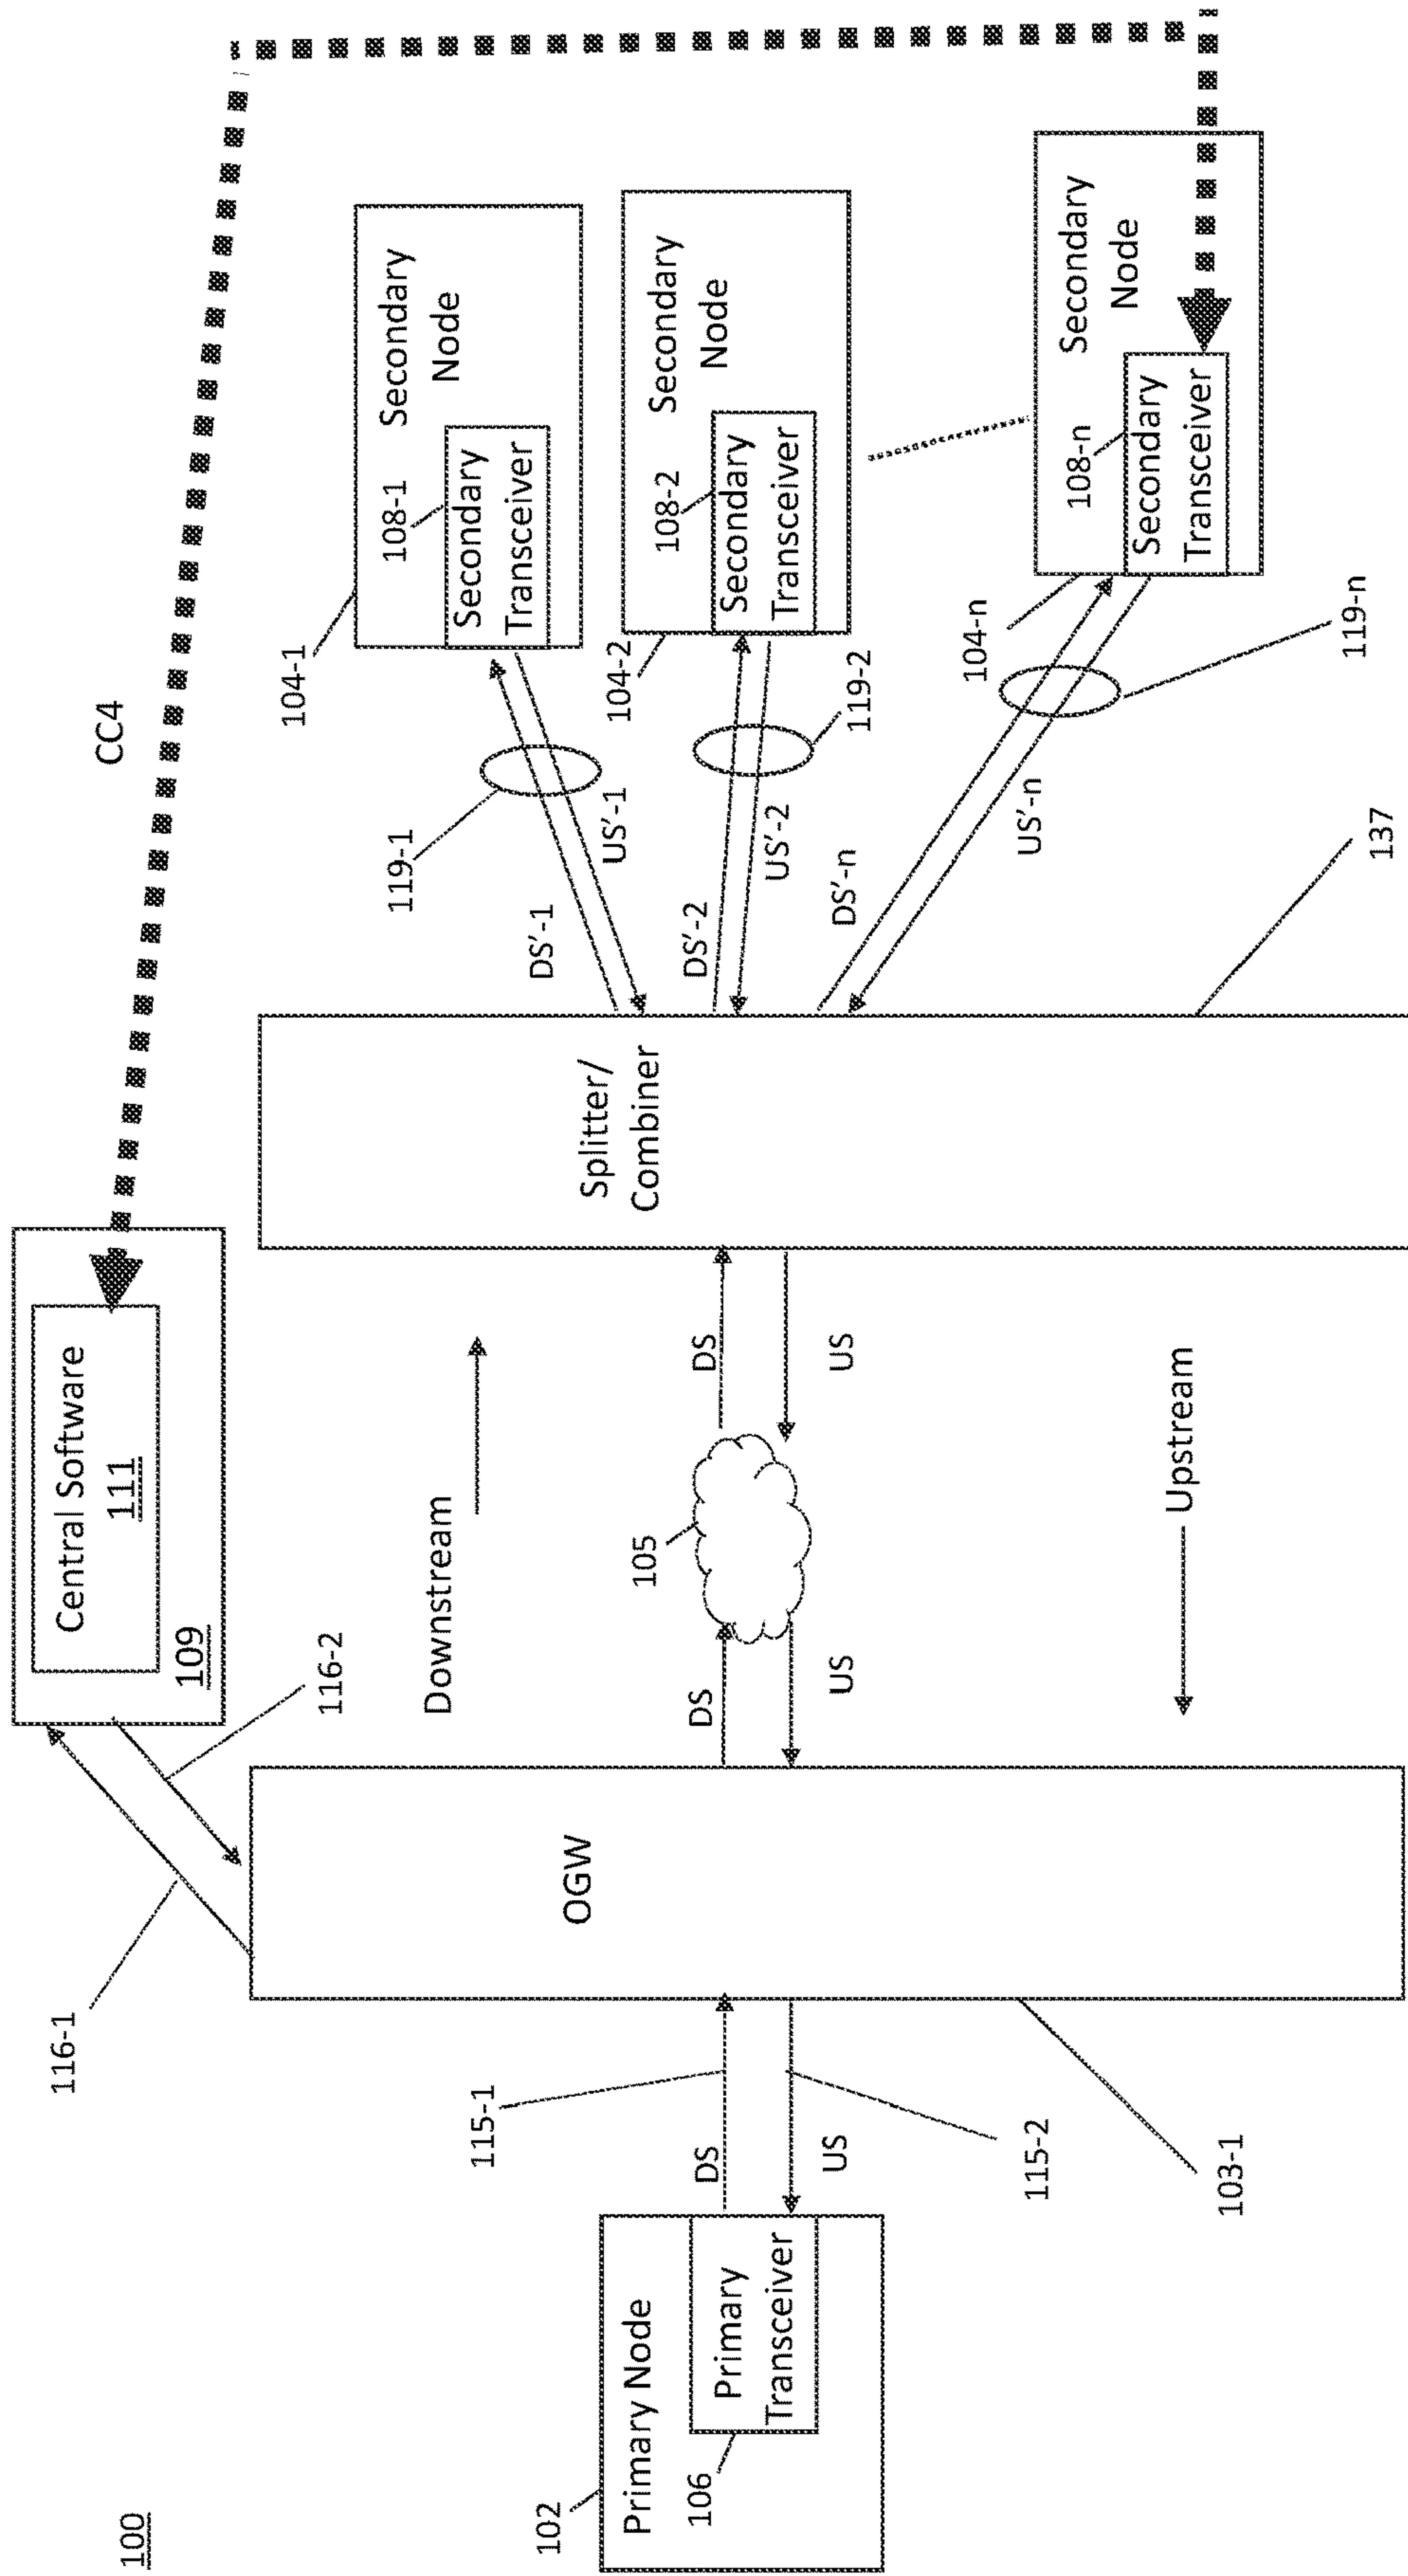 100
CC4
Central Software
111
109
116-1
116-2
Downstream
Upstream
102
Primary Node
106
Primary
Transceiver
115-1
DS
US
115-2
103-1
OGW
DS
US
105
DS
US
Splitter/
Combiner
137
DS'-1
US'-1
119-1
DS'-2
US'-2
119-2
DS'-n
US'-n
119-n
104-1
Secondary
Node
108-1
Secondary
Transceiver
104-2
Secondary
Node
108-2
Secondary
Transceiver
104-n
Secondary
Node
108-n
Secondary
Transceiver